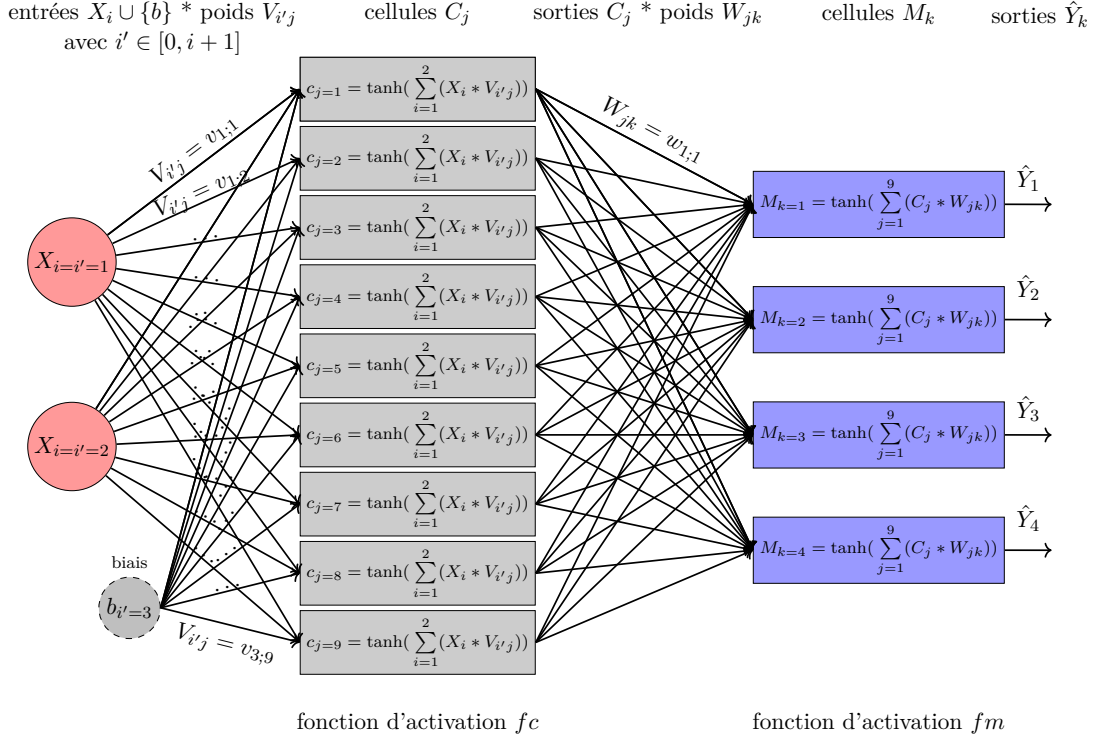 entrées $X_i \cup \{b\}$ * poids $V_{i'j}$
avec $i' \in [0, i+1]$
cellules $C_j$
sorties $C_j$ * poids $W_{jk}$
cellules $M_k$
sorties $\hat{Y}_k$
$V_{i'j} = v_{1;1}$
$V_{i'j} = v_{1;2}$
$X_{i=i'=1}$
$X_{i=i'=2}$
biais
$b_{i'=3}$
$V_{i'j} = v_{3;9}$
$c_{j=1} = \tanh(\sum_{i=1}^{2}(X_i * V_{i'j}))$
$c_{j=2} = \tanh(\sum_{i=1}^{2}(X_i * V_{i'j}))$
$c_{j=3} = \tanh(\sum_{i=1}^{2}(X_i * V_{i'j}))$
$c_{j=4} = \tanh(\sum_{i=1}^{2}(X_i * V_{i'j}))$
$c_{j=5} = \tanh(\sum_{i=1}^{2}(X_i * V_{i'j}))$
$c_{j=6} = \tanh(\sum_{i=1}^{2}(X_i * V_{i'j}))$
$c_{j=7} = \tanh(\sum_{i=1}^{2}(X_i * V_{i'j}))$
$c_{j=8} = \tanh(\sum_{i=1}^{2}(X_i * V_{i'j}))$
$c_{j=9} = \tanh(\sum_{i=1}^{2}(X_i * V_{i'j}))$
$W_{jk} = w_{1;1}$
$M_{k=1} = \tanh(\sum_{j=1}^{9}(C_j * W_{jk}))$
$\hat{Y}_1$
$M_{k=2} = \tanh(\sum_{j=1}^{9}(C_j * W_{jk}))$
$\hat{Y}_2$
$M_{k=3} = \tanh(\sum_{j=1}^{9}(C_j * W_{jk}))$
$\hat{Y}_3$
$M_{k=4} = \tanh(\sum_{j=1}^{9}(C_j * W_{jk}))$
$\hat{Y}_4$
fonction d'activation $fc$
fonction d'activation $fm$